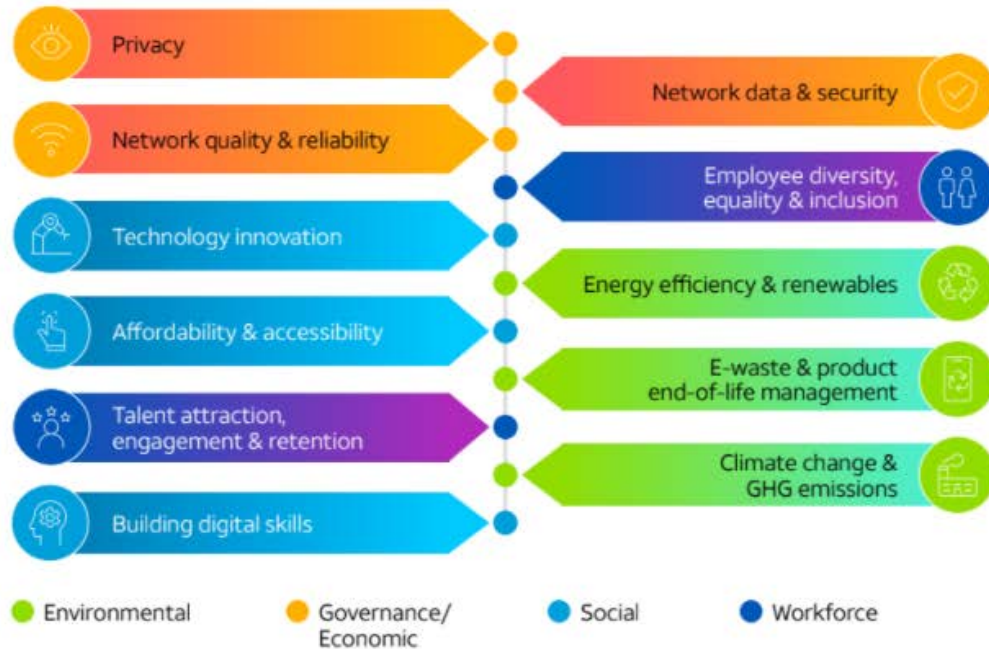 Privacy
Network data & security
Network quality & reliability
Employee diversity,
equality & inclusion
Technology innovation
Energy efficiency & renewables
Affordability & accessibility
E-waste & product
end-of-life management
Talent attraction,
engagement & retention
Climate change &
GHG emissions
Building digital skills
Environmental
Governance/
Economic
Social
Workforce